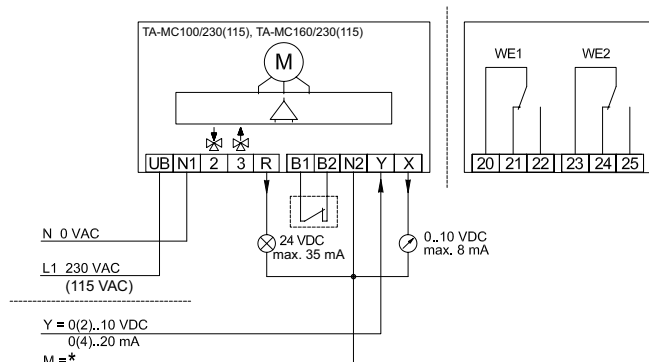 TA-MC100/230(115), TA-MC160/230(115)
M
WE1 WE2
UB N1 2 3 R B1 B2 N2 Y X
20 21 22 23 24 25
N 0 VAC
24 VDC
max. 35 mA
0..10 VDC
max. 8 mA
L1 230 VAC
(115 VAC)
Y = 0(2)..10 VDC
0(4)..20 mA
M = *